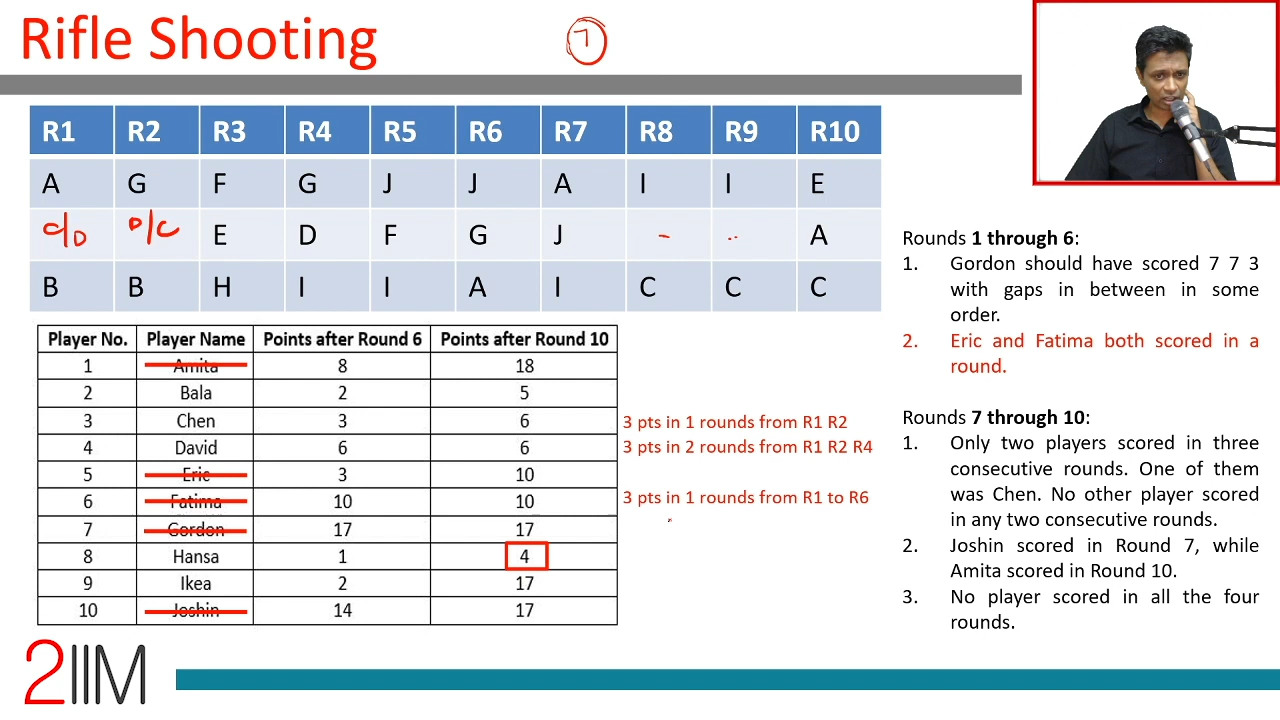 Rifle Shooting
7
R1 R2 R3 R4 R5 R6 R7 R8 R9 R10
A G F G J J A I I E
C/D D/C E D F G J - - A
B B H I I A I C C C
Player No. Player Name Points after Round 6 Points after Round 10
1 Amita 8 18
2 Bala 2 5
3 Chen 3 6
4 David 6 6
5 Eric 3 10
6 Fatima 10 10
7 Gordon 17 17
8 Hansa 1 4
9 Ikea 2 17
10 Joshin 14 17
3 pts in 1 rounds from R1 R2
3 pts in 2 rounds from R1 R2 R4
3 pts in 1 rounds from R1 to R6
Rounds 1 through 6:
1. Gordon should have scored 7 7 3
with gaps in between in some
order.
2. Eric and Fatima both scored in a
round.
Rounds 7 through 10:
1. Only two players scored in three
consecutive rounds. One of them
was Chen. No other player scored
in any two consecutive rounds.
2. Joshin scored in Round 7, while
Amita scored in Round 10.
3. No player scored in all the four
rounds.
2IIM